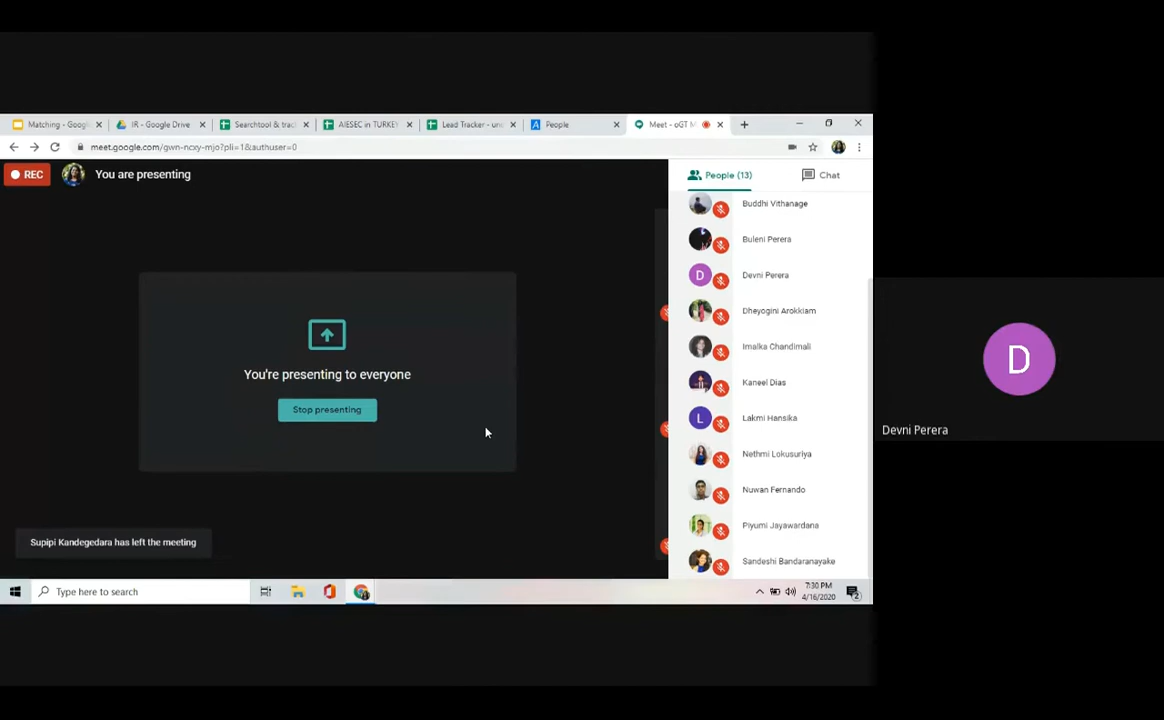 Matching - Googl
IR - Google Drive
Searchtool & trac
AIESEC in TURKEY
Lead Tracker - unc
People
Meet - oGT M
meet.google.com/gwn-ncxy-mjo?pli=1&authuser=0
REC
You are presenting
People (13)
Chat
Buddhi Vithanage
Buleni Perera
D
Devni Perera
Dheyogini Arokkiam
Imalka Chandimali
Kaneel Dias
L
Lakmi Hansika
Nethmi Lokusuriya
Nuwan Fernando
Piyumi Jayawardana
Sandeshi Bandaranayake
You're presenting to everyone
Stop presenting
Supipi Kandegedara has left the meeting
D
Devni Perera
Type here to search
7:30 PM
4/16/2020
2